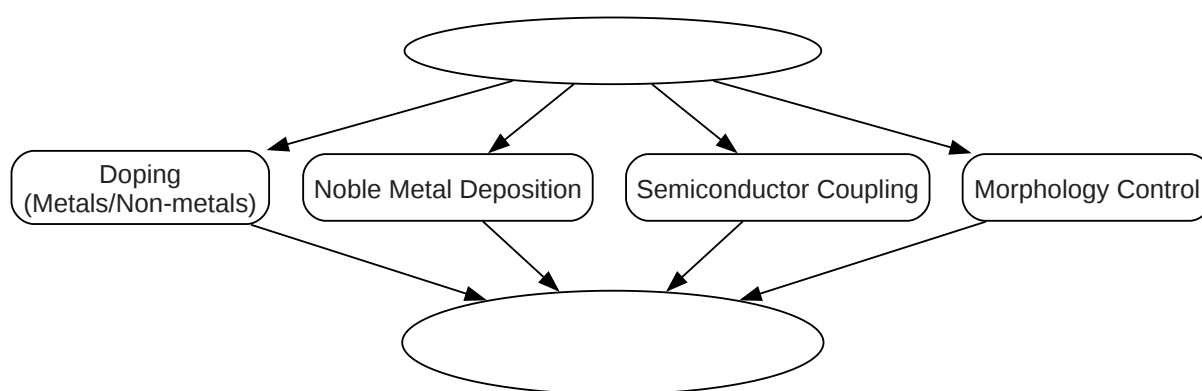 Doping
(Metals/Non-metals)
Noble Metal Deposition
Semiconductor Coupling
Morphology Control